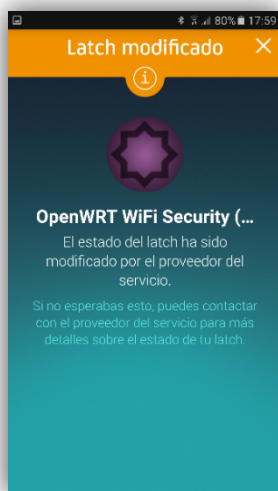 80% 17:59
Latch modificado
OpenWRT WiFi Security (...
El estado del latch ha sido
modificado por el proveedor del
servicio.
Si no esperabas esto, puedes contactar
con el proveedor del servicio para más
detalles sobre el estado de tu latch.